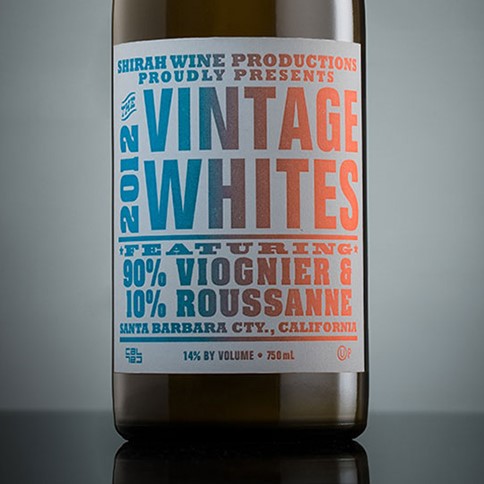 SHIRAH WINE PRODUCTIONS
PROUDLY PRESENTS
THE 2012
VINTAGE
WHITES
FEATURING
90% VIOGNIER &
10% ROUSSANNE
SANTA BARBARA CTY., CALIFORNIA
14% BY VOLUME • 750mL
U P